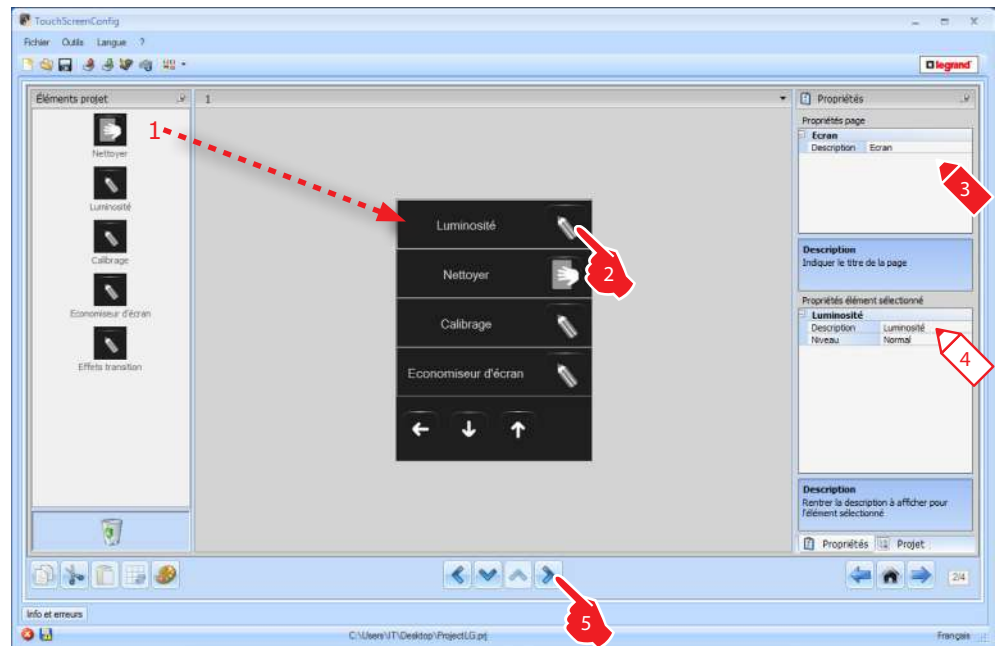 TouchScreenConfig
Fichier Outils Langue ?
legrand
Éléments projet
1
Propriétés
Nettoyer
Luminosité
Calibrage
Economiseur d'écran
Effets transition
1
Luminosité
2
Nettoyer
Calibrage
Economiseur d'écran
Propriétés page
Ecran
Description Ecran
3
Description
Indiquer le titre de la page
Propriétés élément sélectionné
Luminosité
Description Luminosité
Niveau Normal
4
Description
Rentrer la description à afficher pour
l'élément sélectionné
Propriétés Projet
5
2/4
Info et erreurs
C:\Users\IT\Desktop\ProjectLG.prj
Français